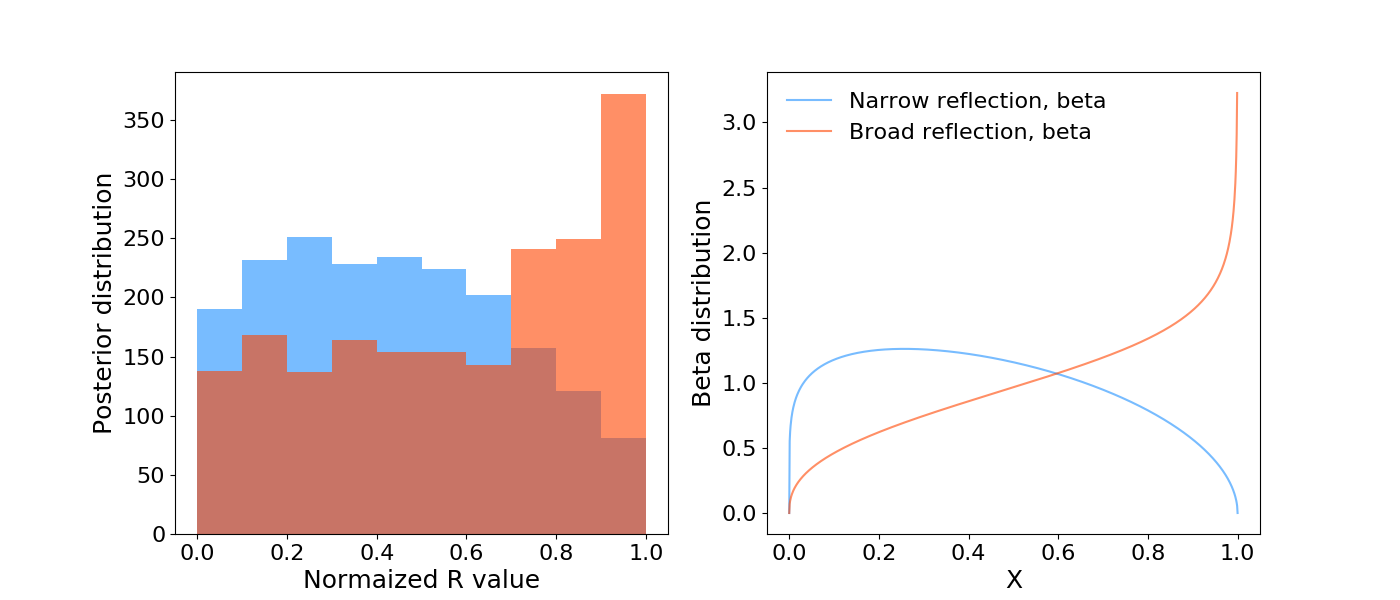 Posterior distribution
350
300
250
200
150
100
50
0
0.0 0.2 0.4 0.6 0.8 1.0
Normaized R value
Beta distribution
3.0
2.5
2.0
1.5
1.0
0.5
0.0
0.0 0.2 0.4 0.6 0.8 1.0
X
Narrow reflection, beta
Broad reflection, beta